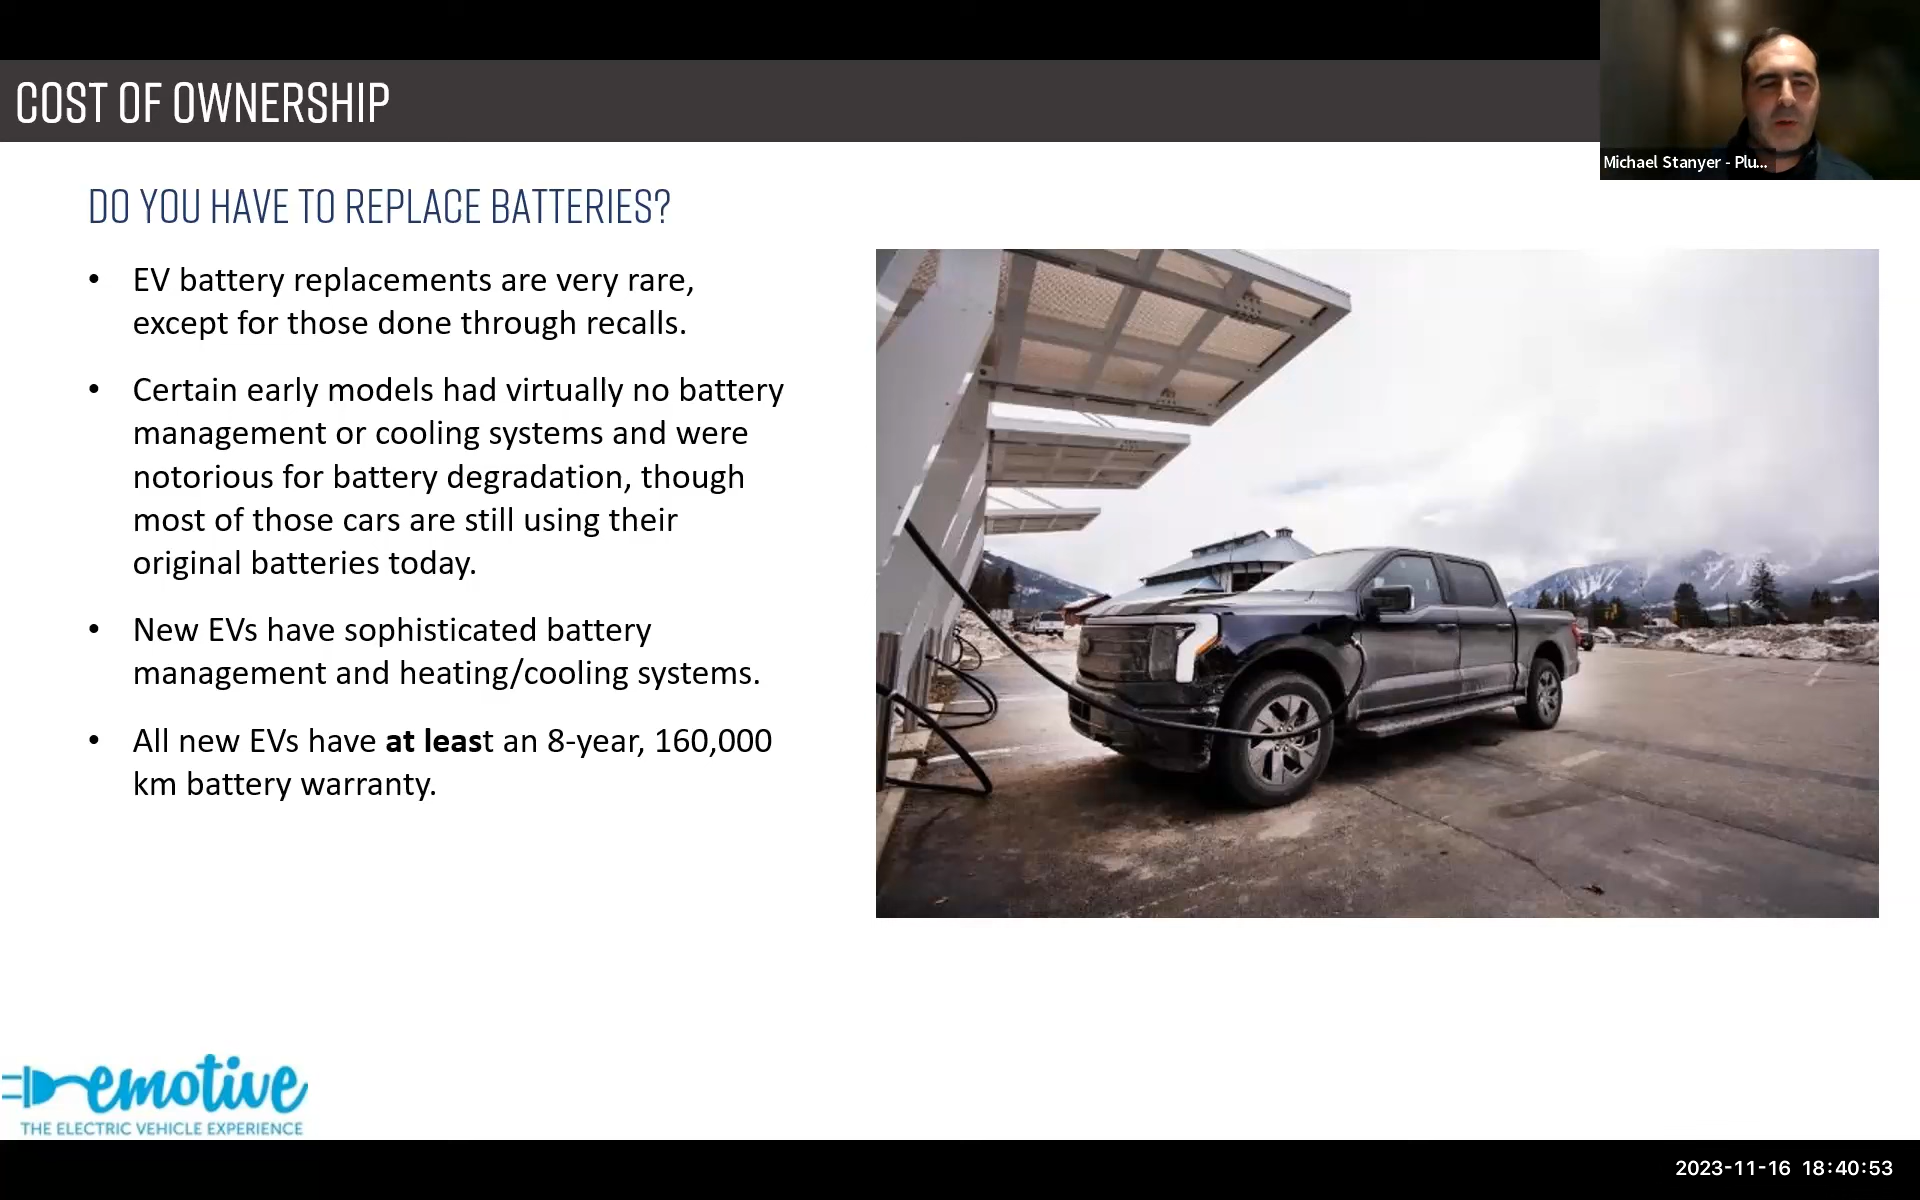 COST OF OWNERSHIP
Michael Stanyer - Plu...
DO YOU HAVE TO REPLACE BATTERIES?
• EV battery replacements are very rare,
except for those done through recalls.
• Certain early models had virtually no battery
management or cooling systems and were
notorious for battery degradation, though
most of those cars are still using their
original batteries today.
• New EVs have sophisticated battery
management and heating/cooling systems.
• All new EVs have at least an 8-year, 160,000
km battery warranty.
emotive
THE ELECTRIC VEHICLE EXPERIENCE
2023-11-16 18:40:53